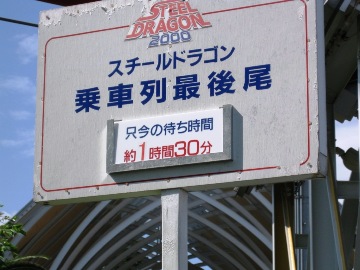 STEEL
DRAGON
2000
スチールドラゴン
乗車列最後尾
只今の待ち時間
約1時間30分